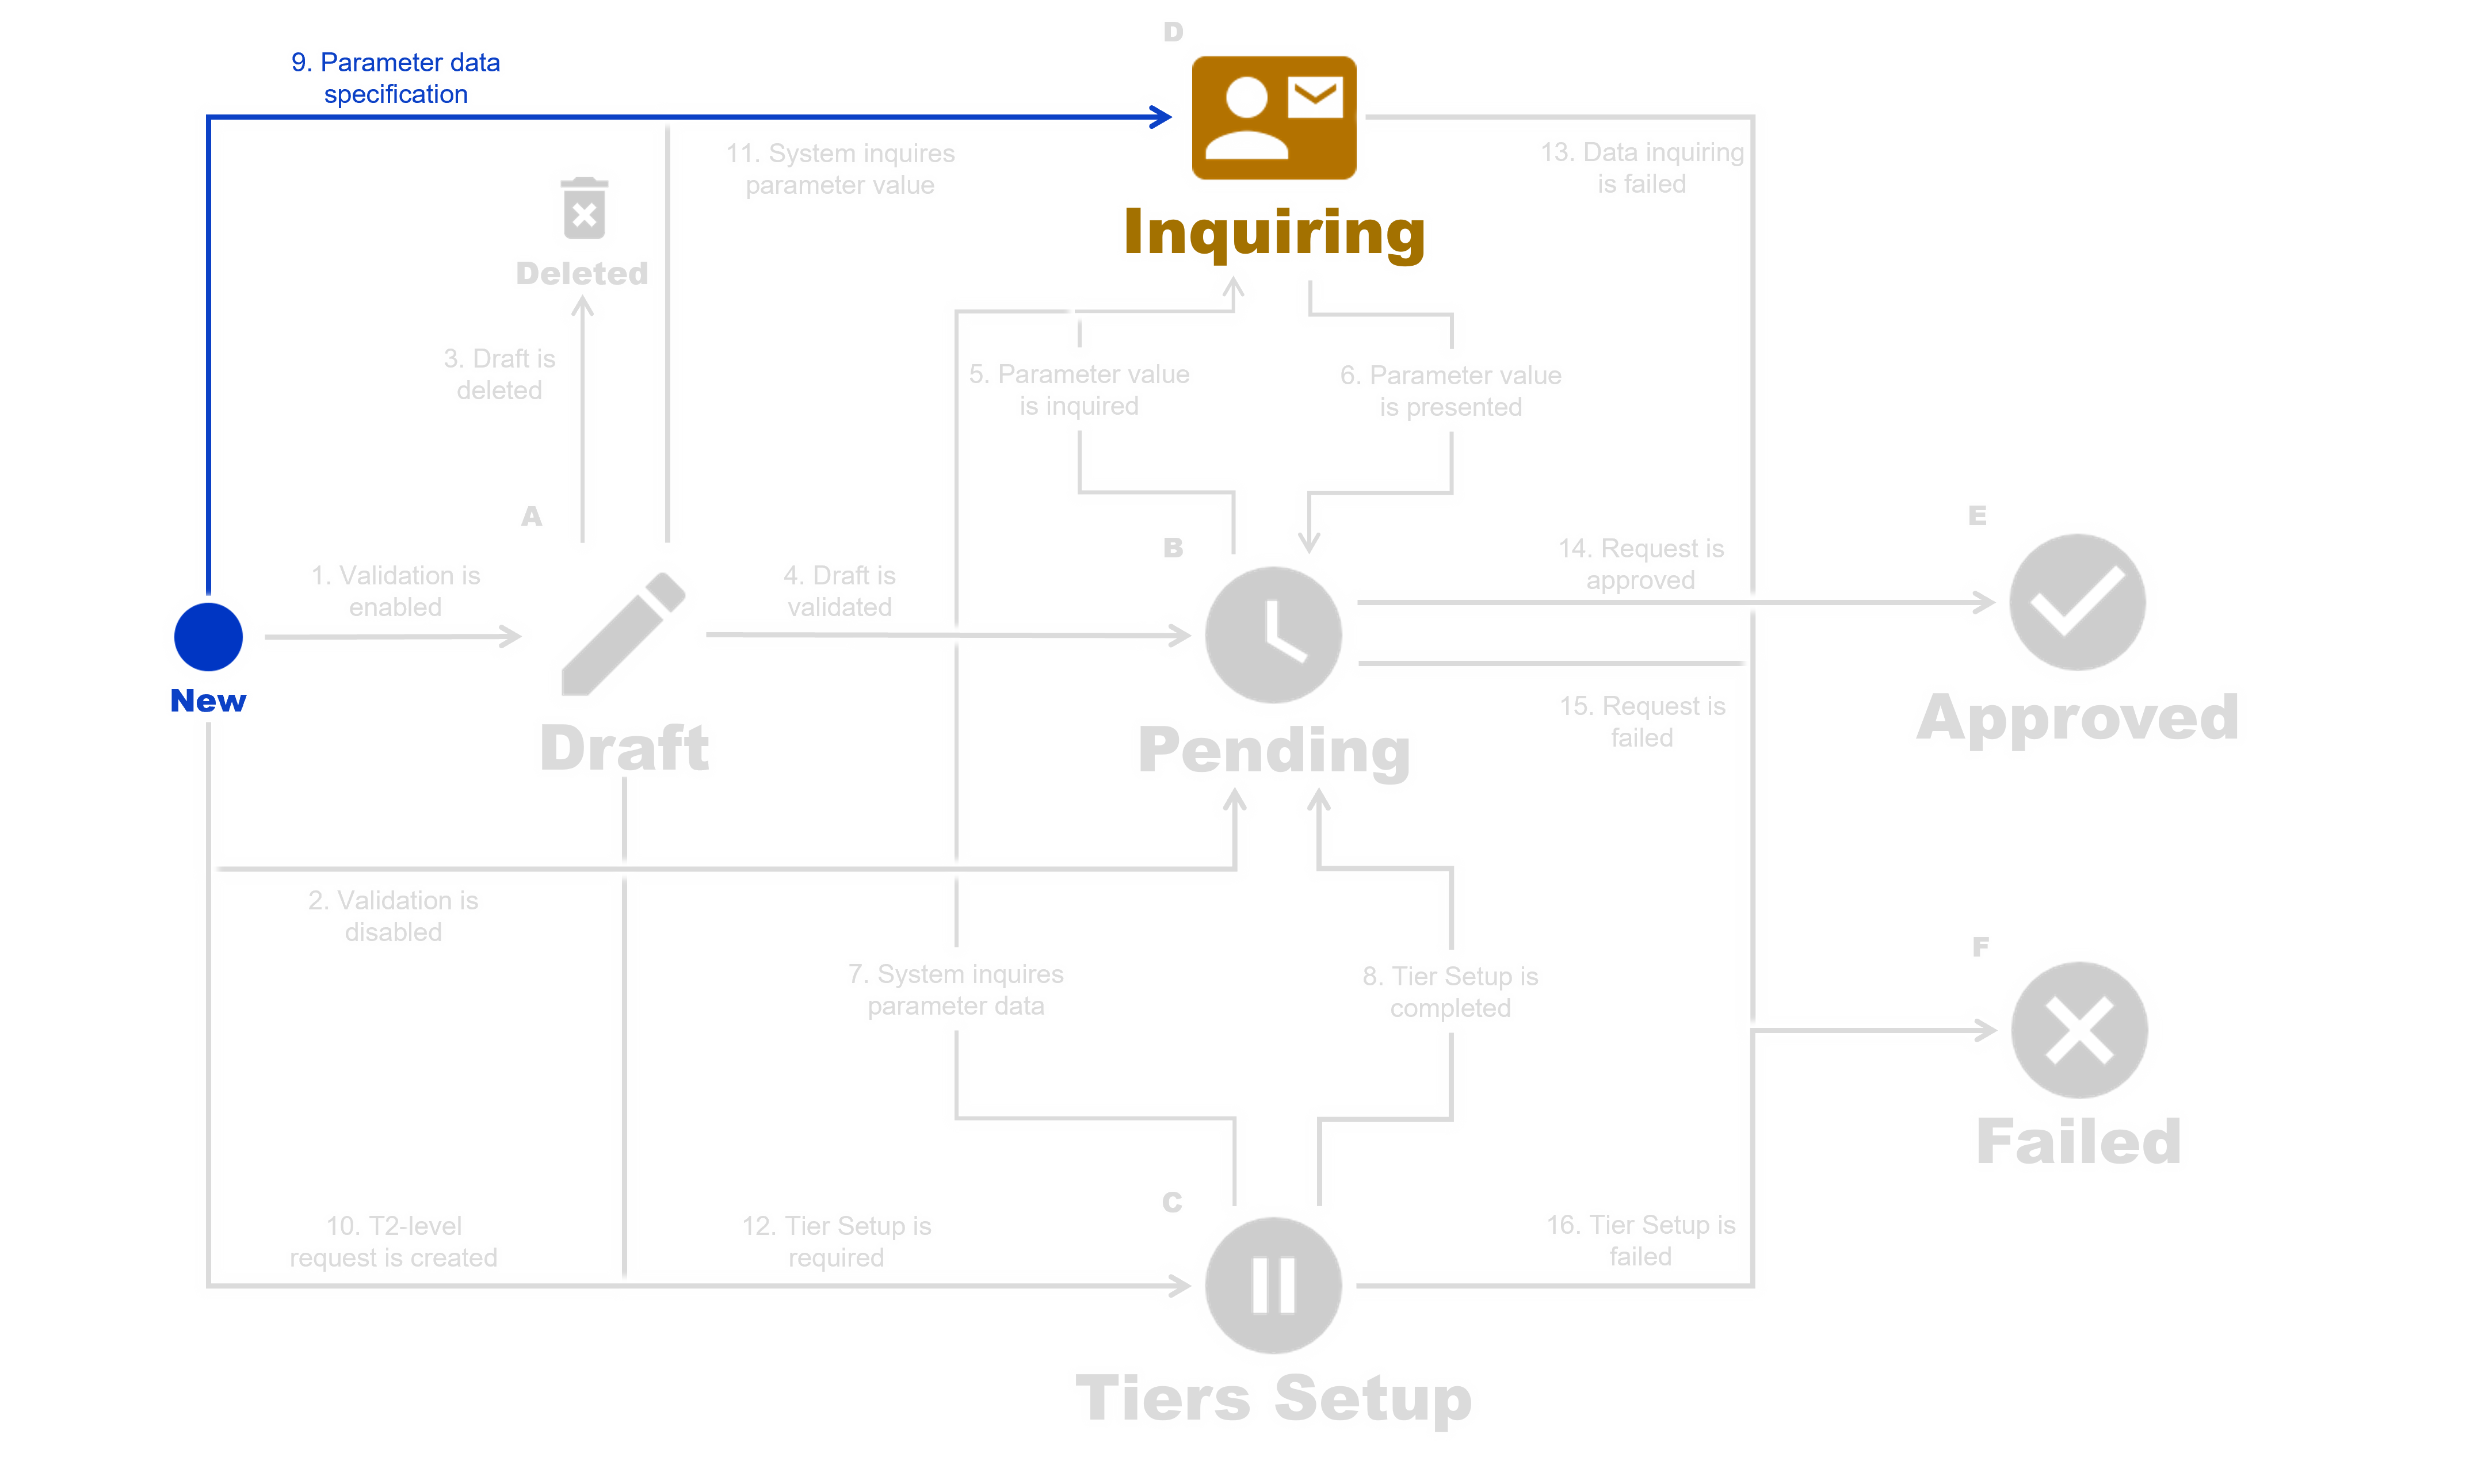 D
9. Parameter data
specification
11. System inquires
parameter value
13. Data inquiring
is failed
Inquiring
Deleted
3. Draft is
deleted
5. Parameter value
is inquired
6. Parameter value
is presented
A
B
E
1. Validation is
enabled
4. Draft is
validated
14. Request is
approved
New
Draft
Pending
15. Request is
failed
Approved
2. Validation is
disabled
7. System inquires
parameter data
8. Tier Setup is
completed
F
Failed
C
10. T2-level
request is created
12. Tier Setup is
required
16. Tier Setup is
failed
Tiers Setup